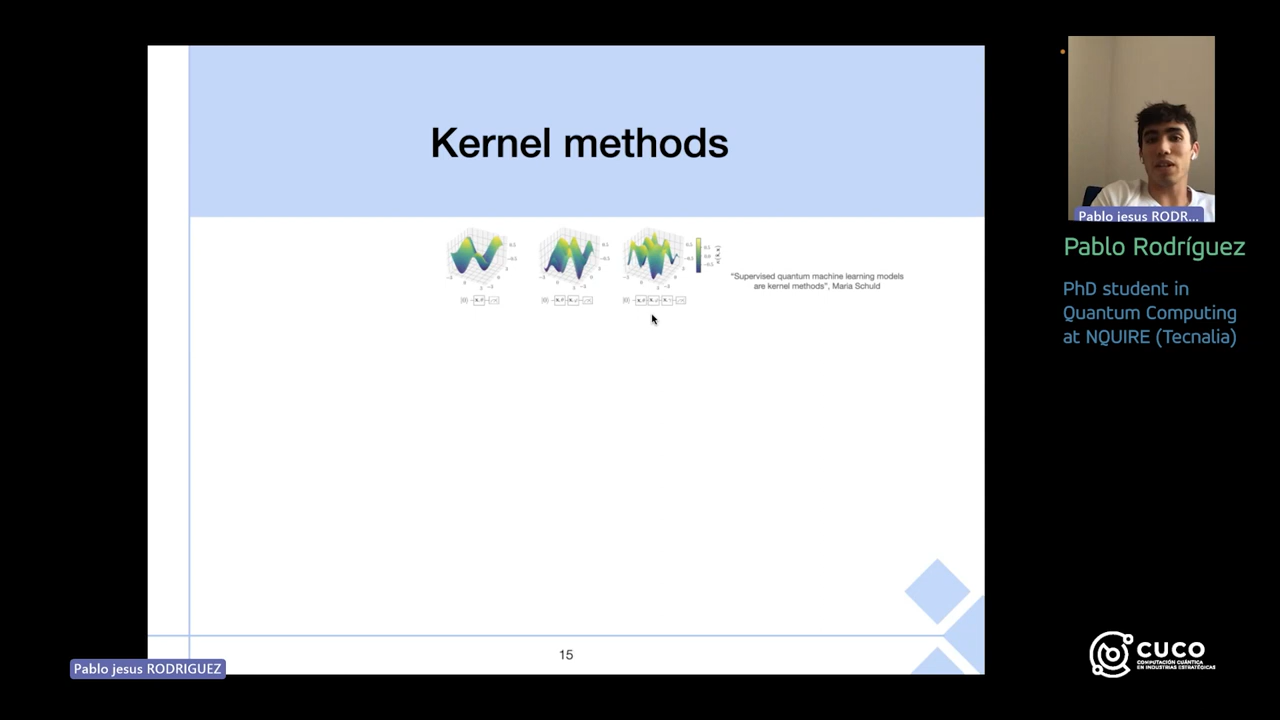 Kernel methods
"Supervised quantum machine learning models
are kernel methods", Maria Schuld
15
Pablo jesus RODRIGUEZ
Pablo jesus RODR...
Pablo Rodríguez
PhD student in
Quantum Computing
at NQUIRE (Tecnalia)
CUCO
COMPUTACIÓN CUÁNTICA
EN INDUSTRIAS ESTRATÉGICAS